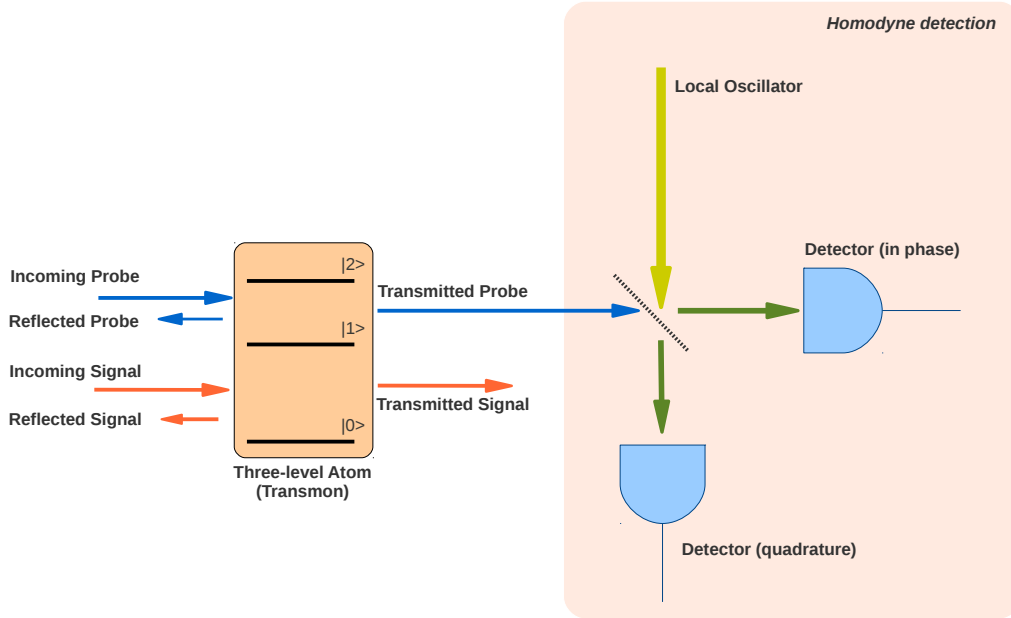 Homodyne detection
Local Oscillator
Detector (in phase)
|2>
Incoming Probe
Transmitted Probe
Reflected Probe
|1>
Incoming Signal
Transmitted Signal
Reflected Signal
|0>
Three-level Atom
(Transmon)
Detector (quadrature)